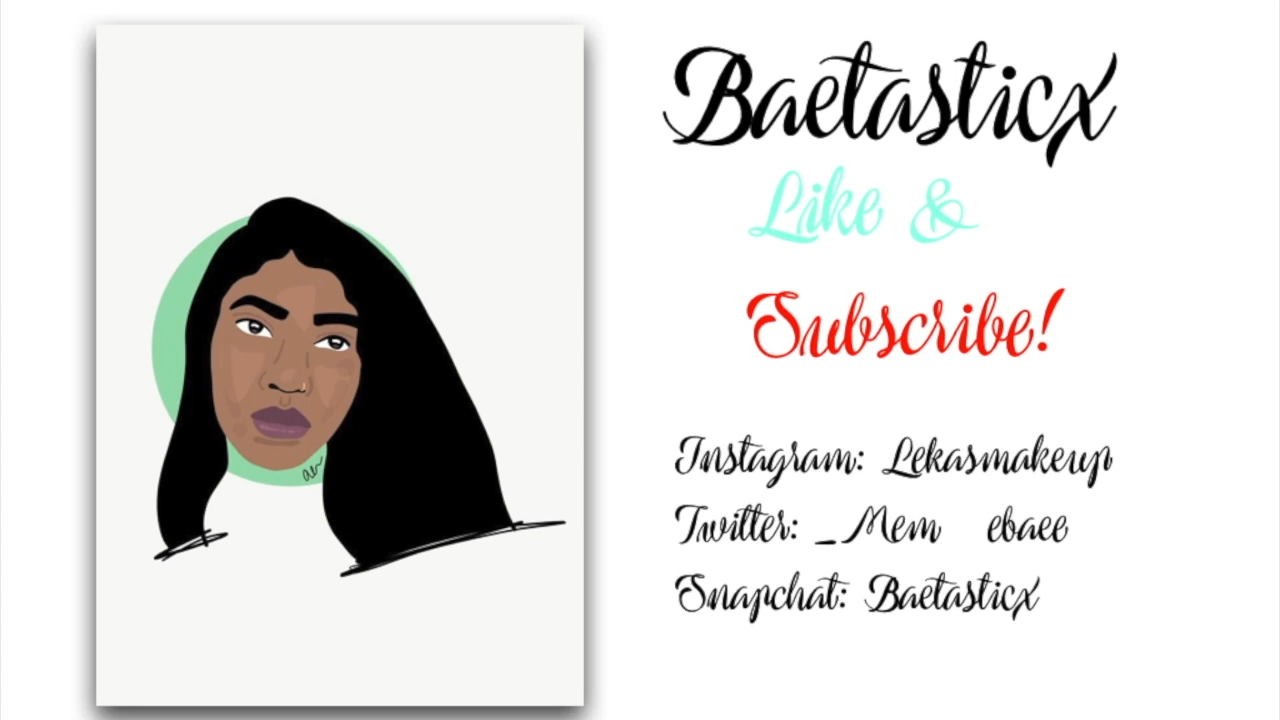 Baetasticx
Like &
Subscribe!
Instagram: Lekasmakeup
Twitter: _Mem ebaee
Snapchat: Baetasticx